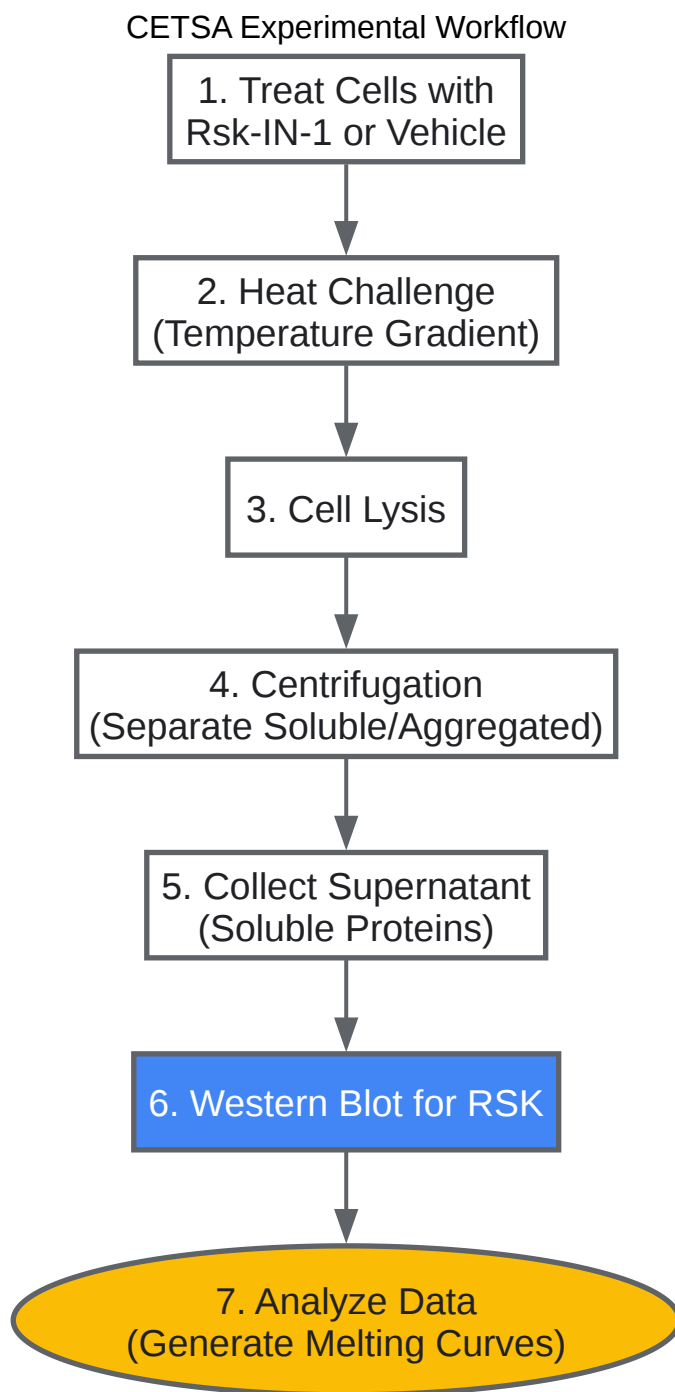 CETSA Experimental Workflow
1. Treat Cells with
Rsk-IN-1 or Vehicle
2. Heat Challenge
(Temperature Gradient)
3. Cell Lysis
4. Centrifugation
(Separate Soluble/Aggregated)
5. Collect Supernatant
(Soluble Proteins)
6. Western Blot for RSK
7. Analyze Data
(Generate Melting Curves)